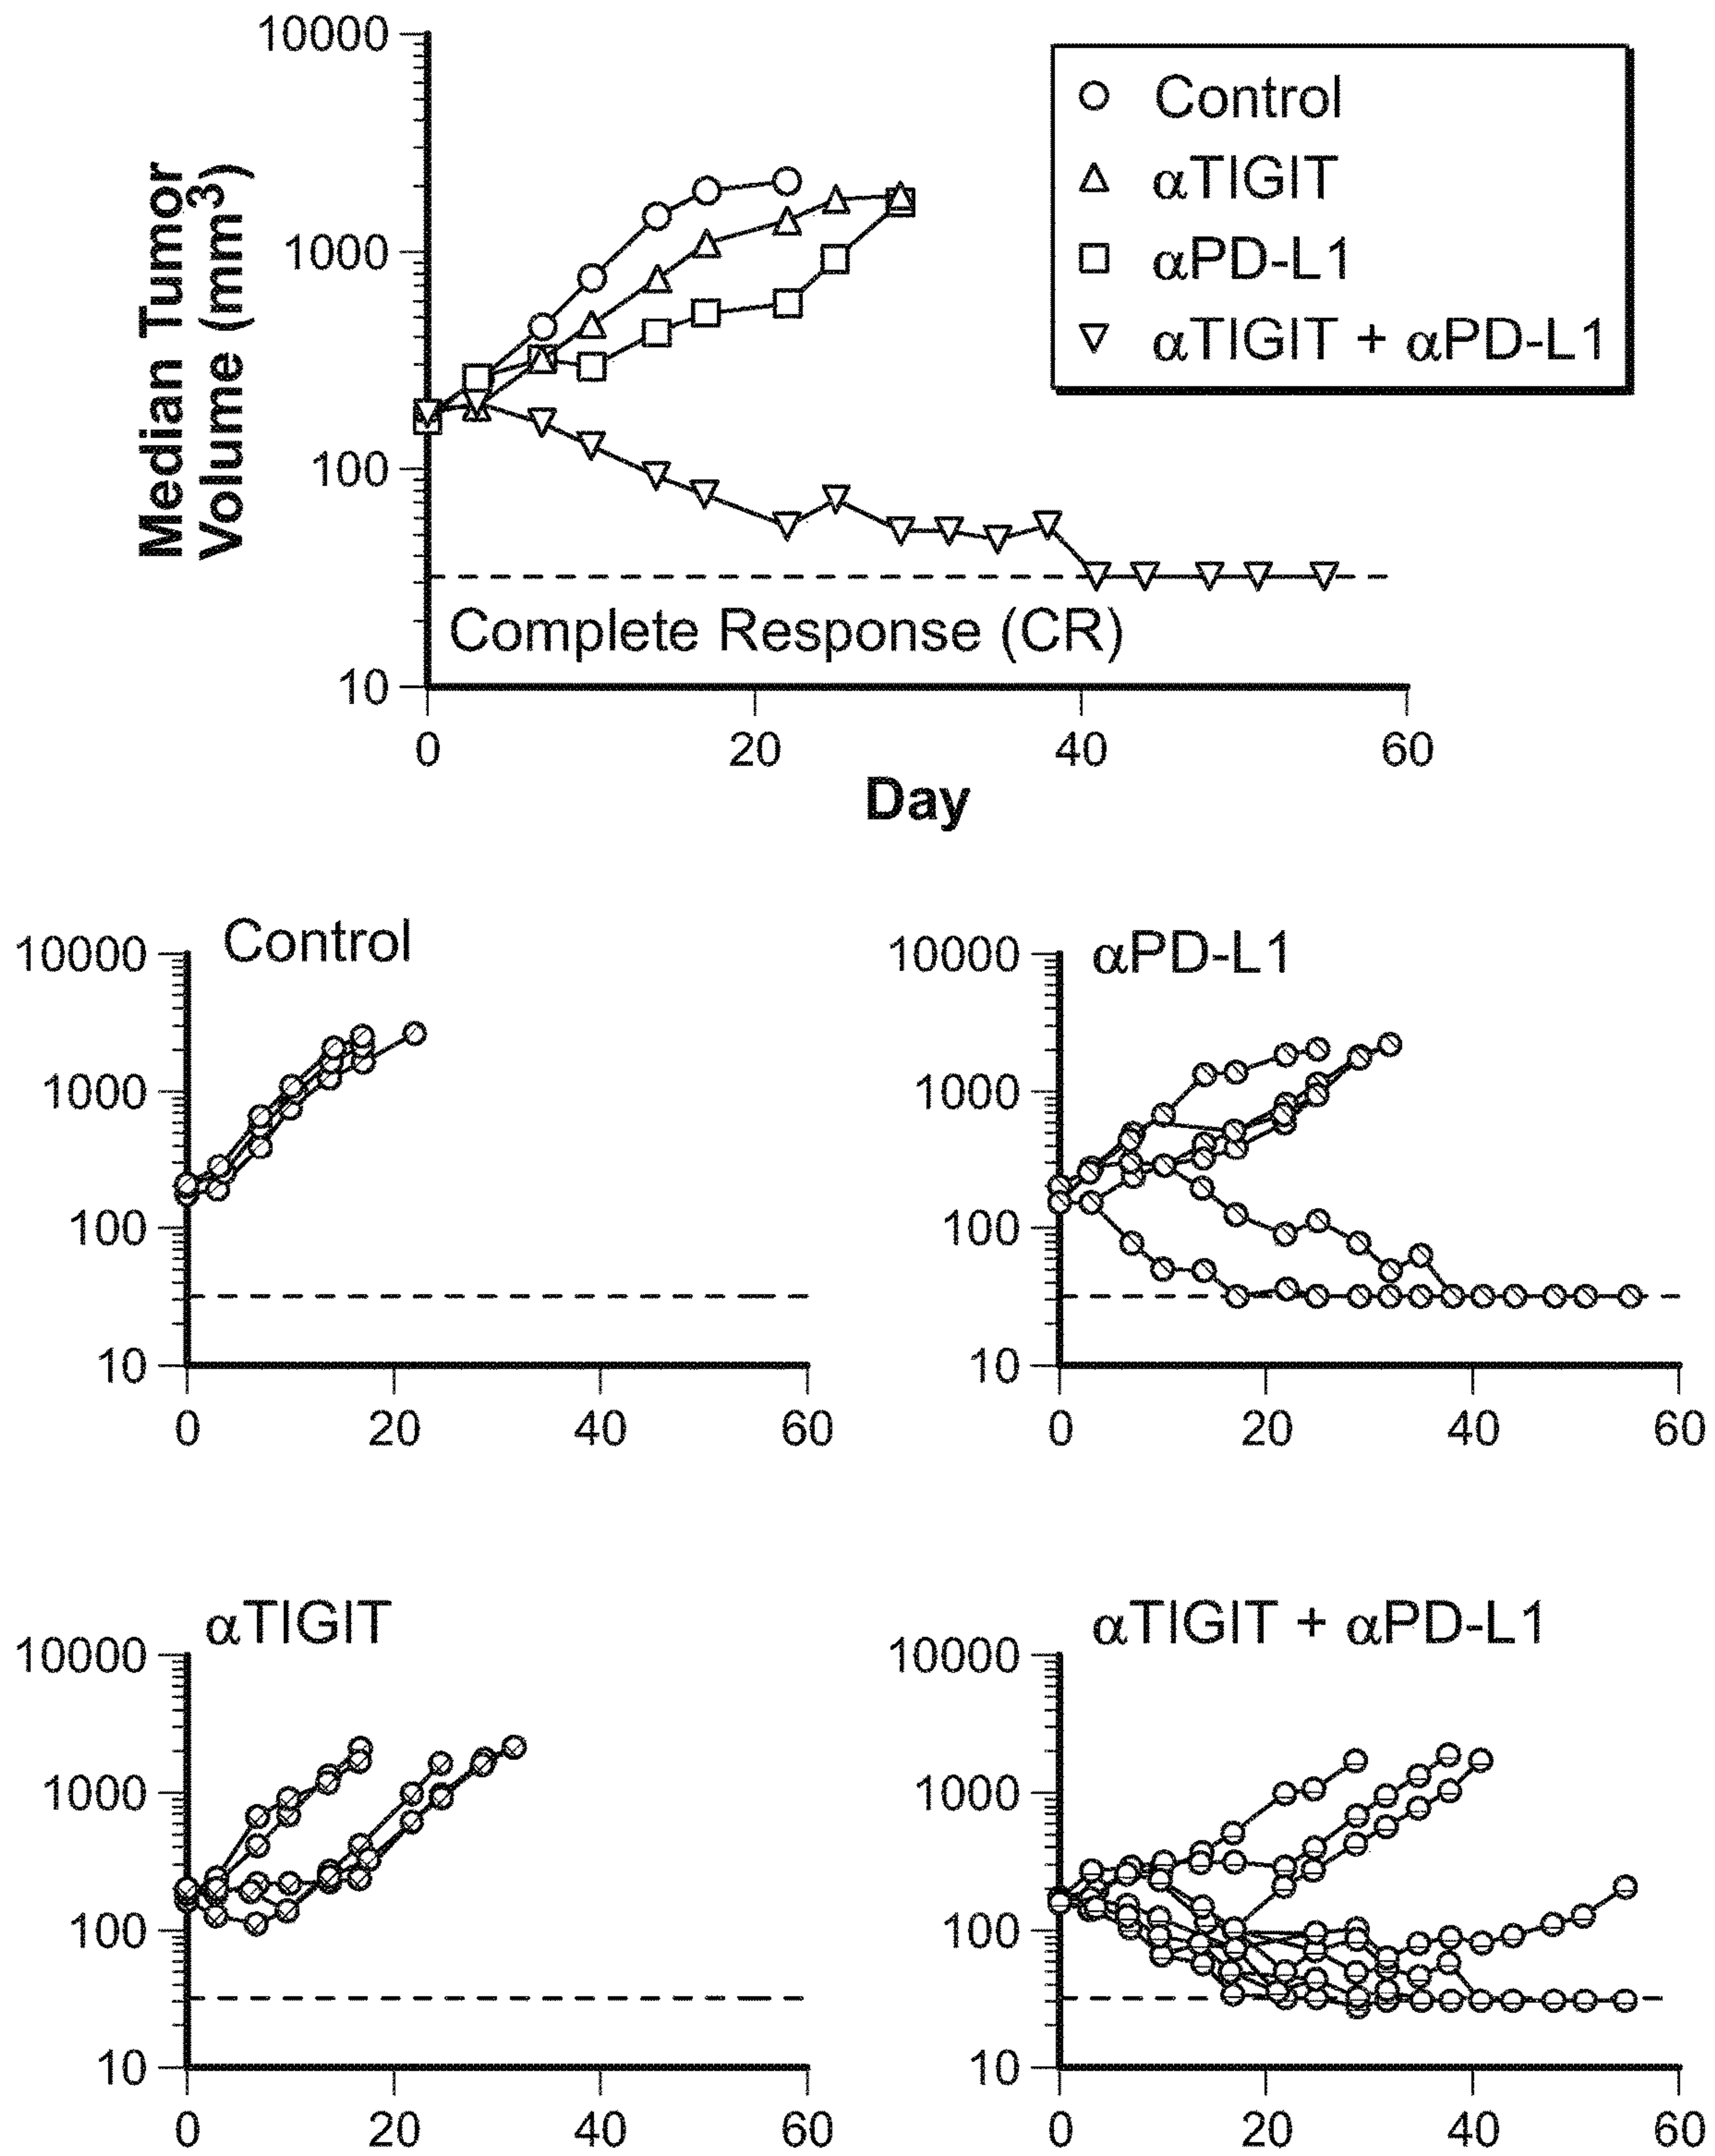 10000
1000
100
10
Median Tumor
Volume (mm³)
Control
αTIGIT
αPD-L1
αTIGIT + αPD-L1
Complete Response (CR)
0 20 40 60
Day
Control
10000
1000
100
10
0 20 40 60
αPD-L1
10000
1000
100
10
0 20 40 60
αTIGIT
10000
1000
100
10
0 20 40 60
αTIGIT + αPD-L1
10000
1000
100
10
0 20 40 60